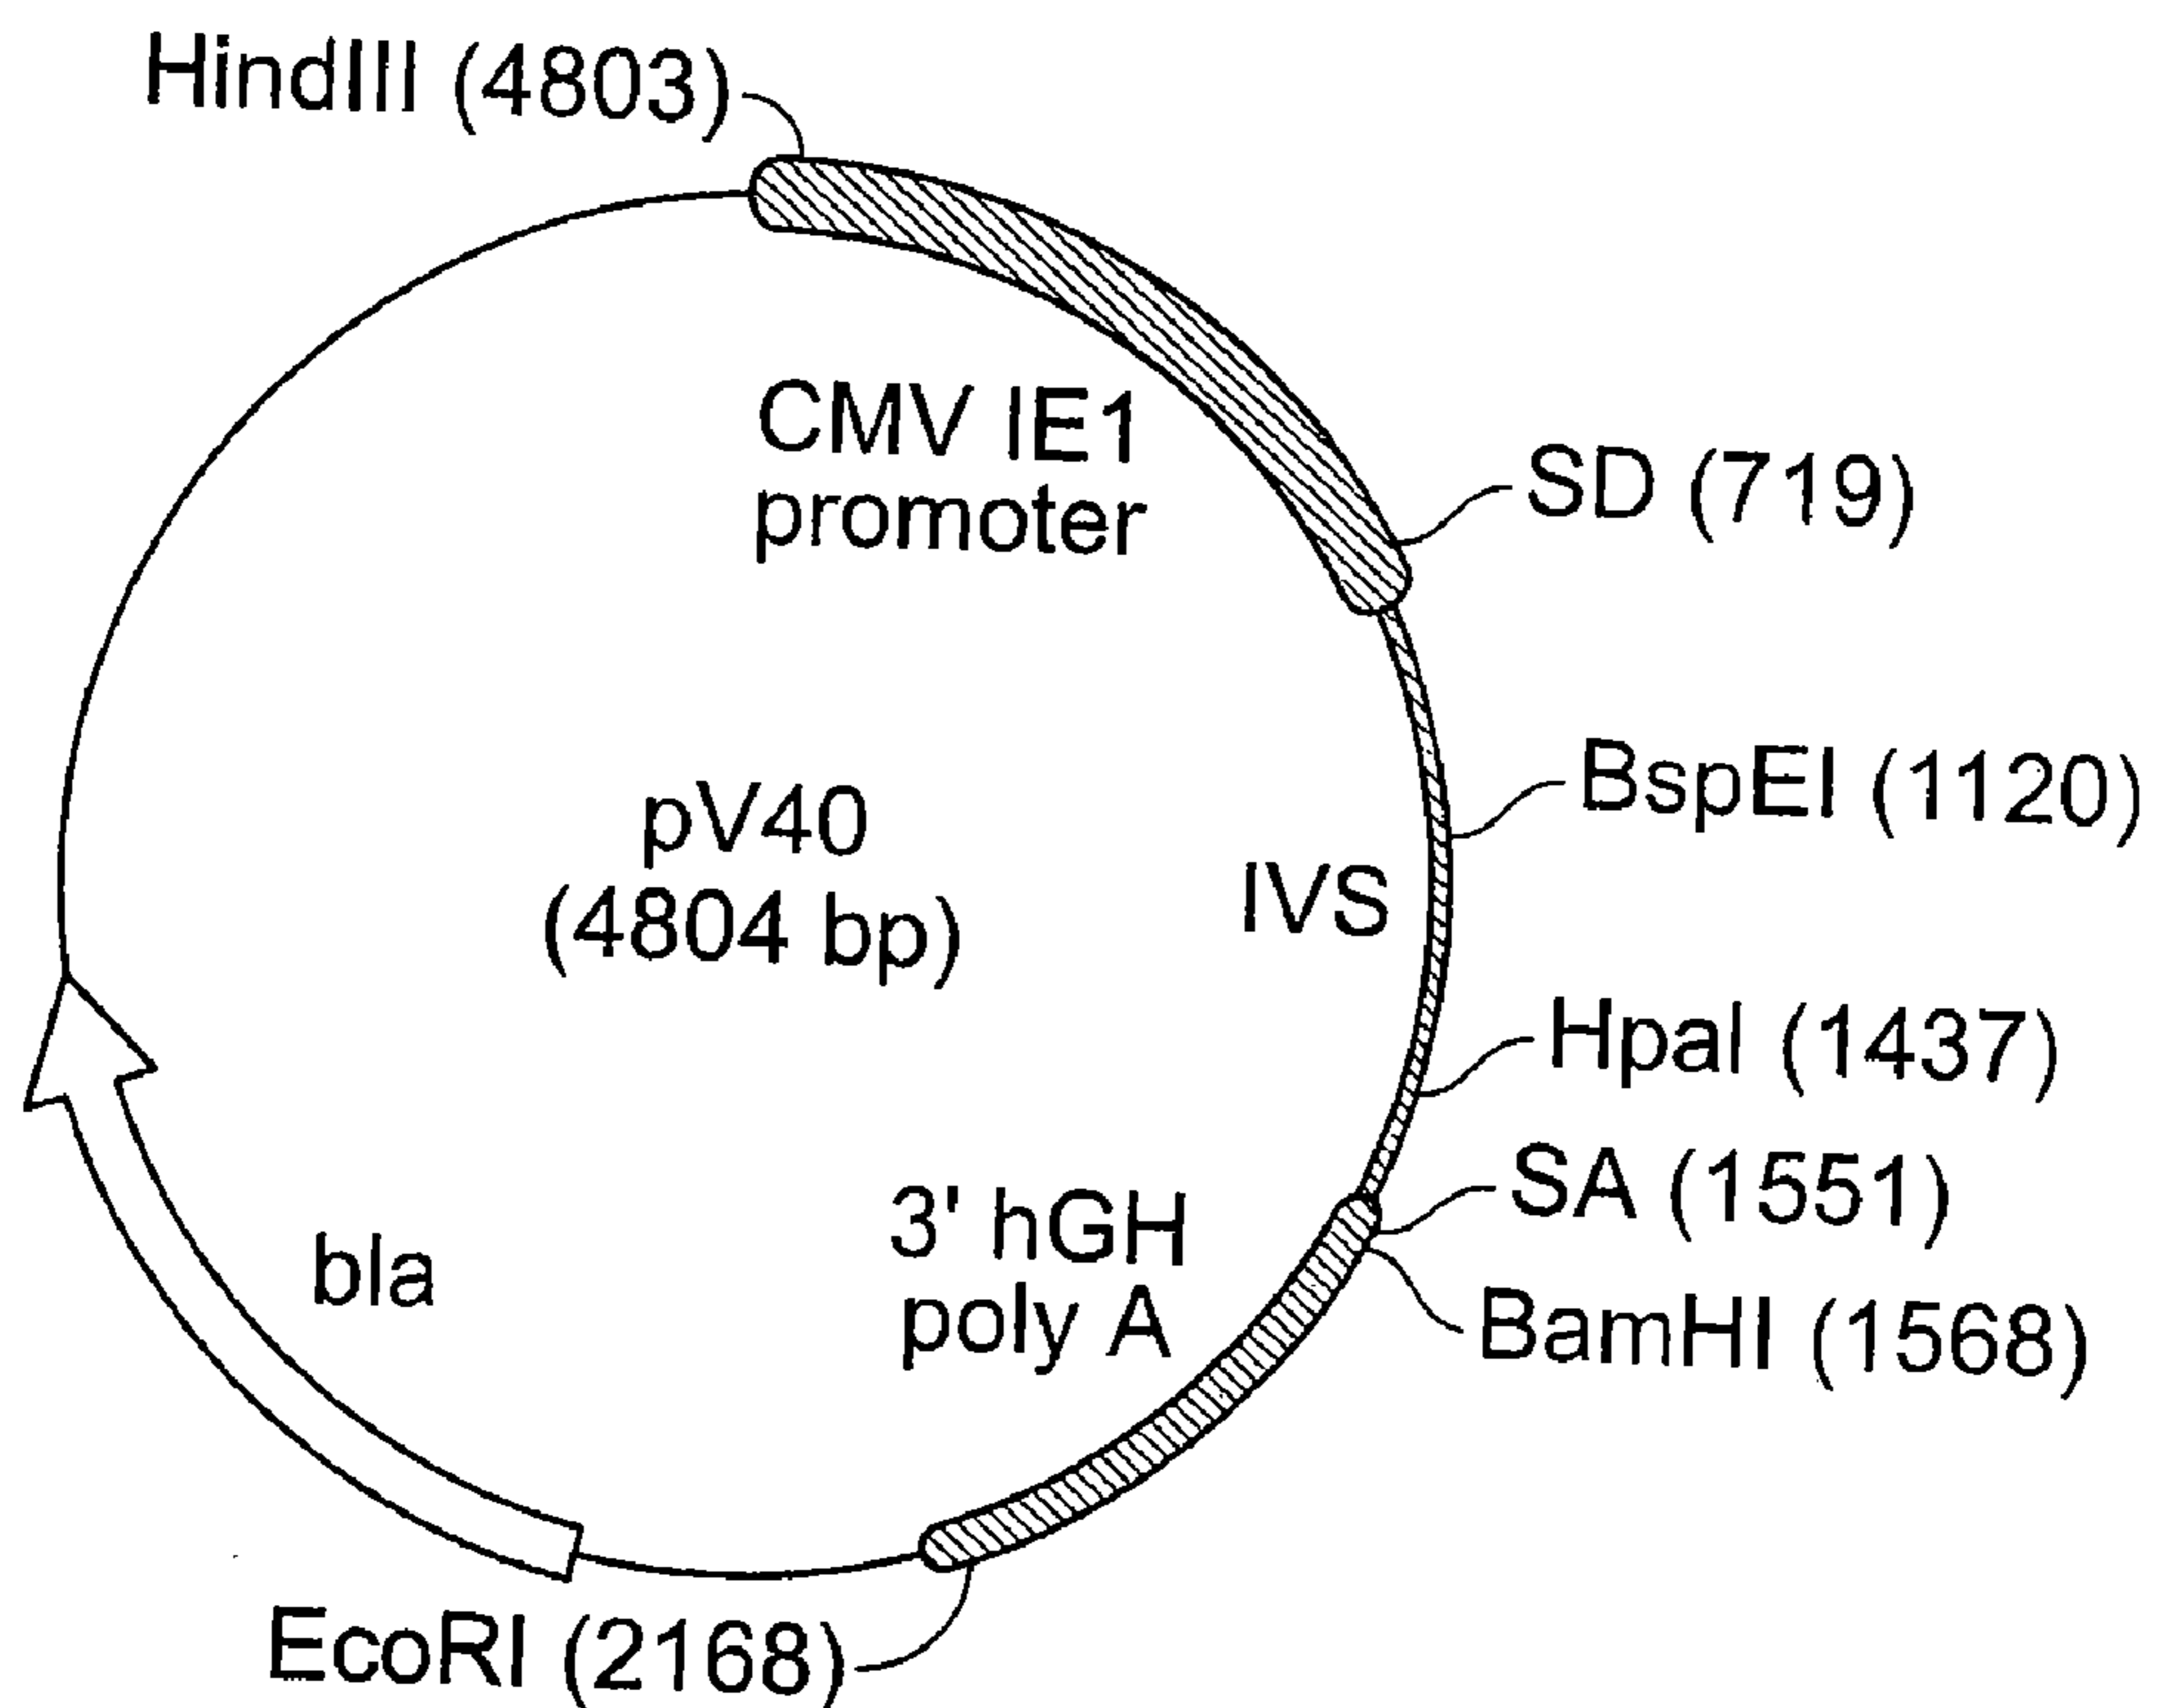 HindIII (4803)
CMV IE1
promoter
SD (719)
pV40
(4804 bp)
BspEI (1120)
IVS
HpaI (1437)
SA (1551)
3' hGH
poly A
bla
BamHI (1568)
EcoRI (2168)